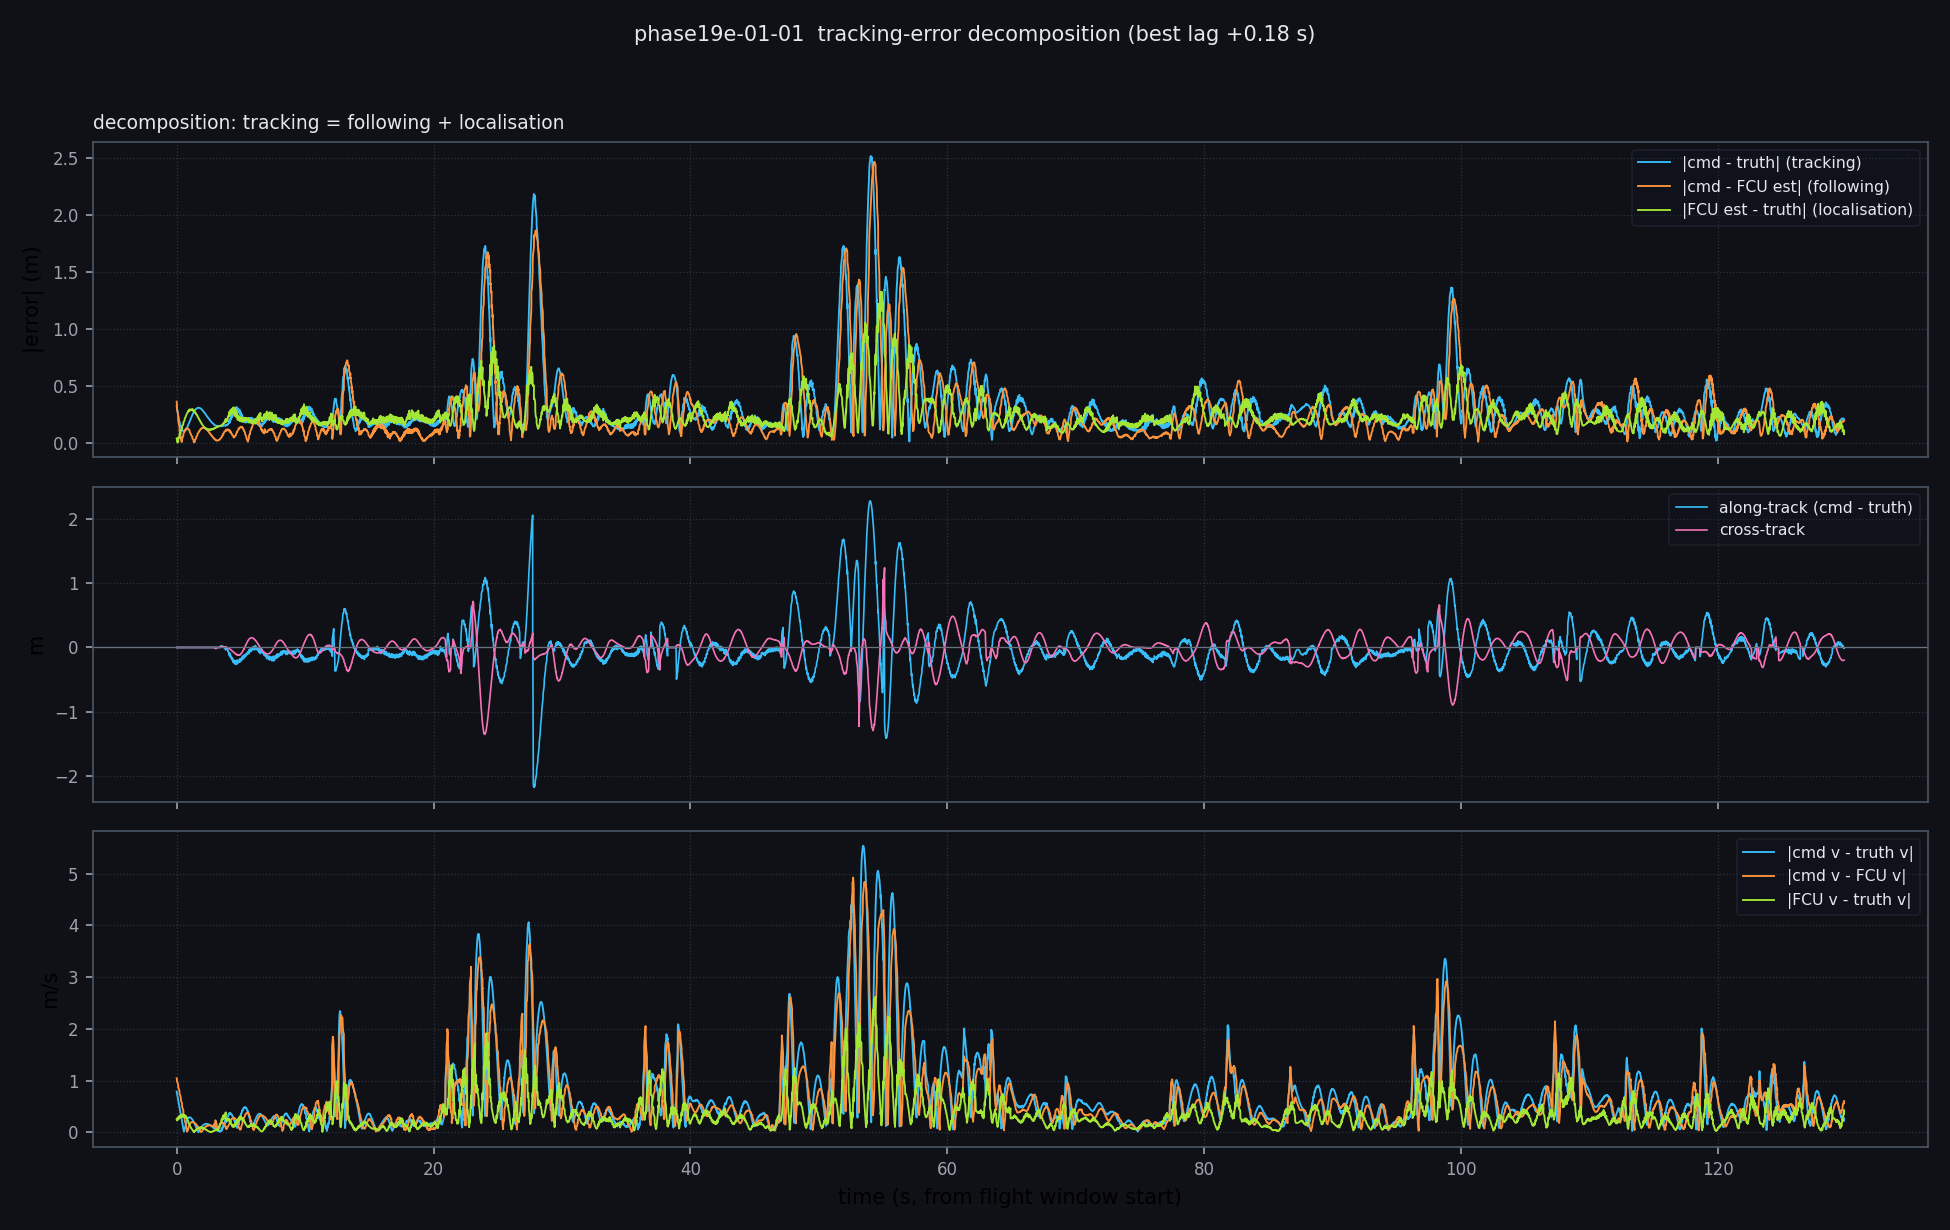 phase19e-01-01  tracking-error decomposition (best lag +0.18 s)
decomposition: tracking = following + localisation
|error| (m)
2.5
2.0
1.5
1.0
0.5
0.0
|cmd - truth| (tracking)
|cmd - FCU est| (following)
|FCU est - truth| (localisation)
m
2
1
0
−1
−2
along-track (cmd - truth)
cross-track
m/s
5
4
3
2
1
0
|cmd v - truth v|
|cmd v - FCU v|
|FCU v - truth v|
0 20 40 60 80 100 120
time (s, from flight window start)